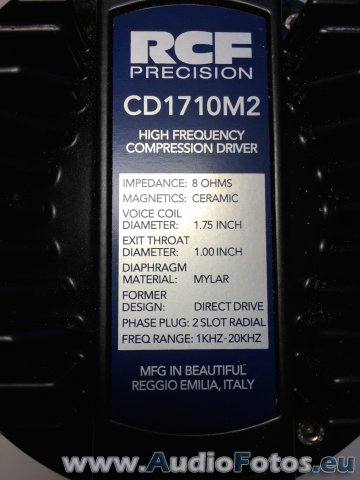 RCF
PRECISION
CD1710M2
HIGH FREQUENCY
COMPRESSION DRIVER
IMPEDANCE: 8 OHMS
MAGNETICS: CERAMIC
VOICE COIL
DIAMETER: 1.75 INCH
EXIT THROAT
DIAMETER: 1.00 INCH
DIAPHRAGM
MATERIAL: MYLAR
FORMER
DESIGN: DIRECT DRIVE
PHASE PLUG: 2 SLOT RADIAL
FREQ RANGE: 1KHZ-20KHZ
MFG IN BEAUTIFUL
REGGIO EMILIA, ITALY
www.AudioFotos.eu